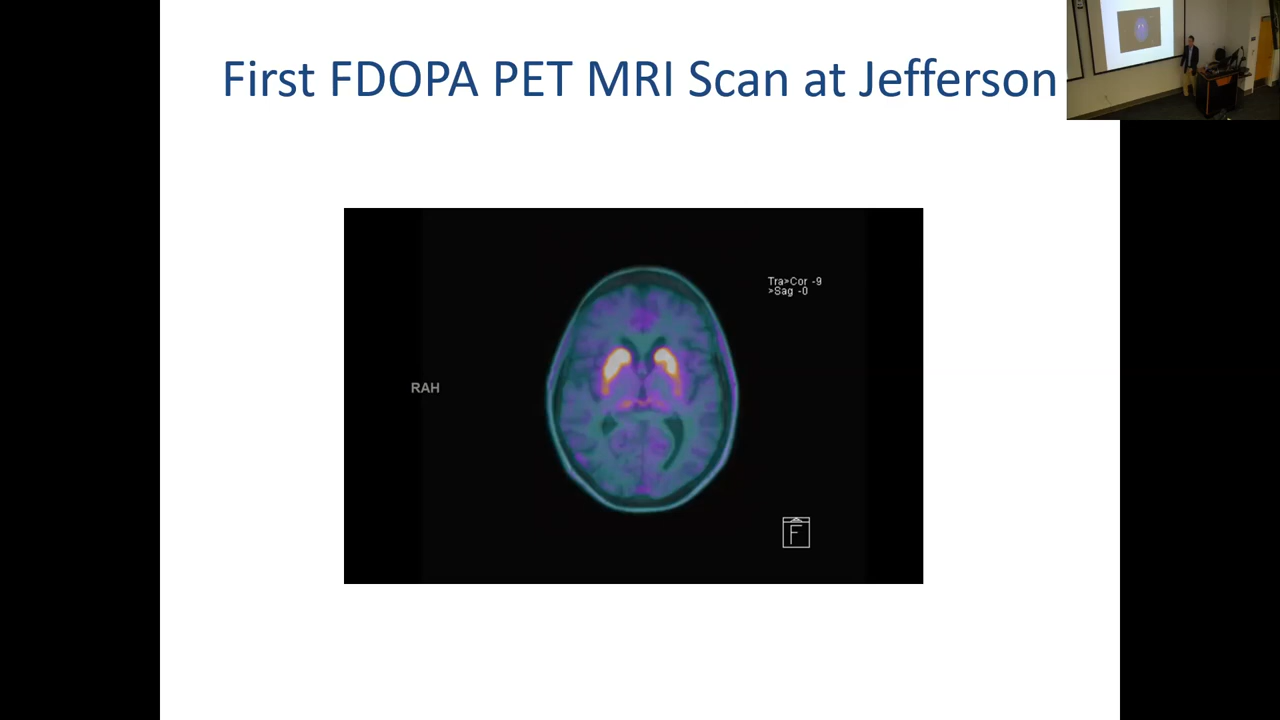 First FDOPA PET MRI Scan at Jefferson
Tra>Cor -9
>Sag -0
RAH
F